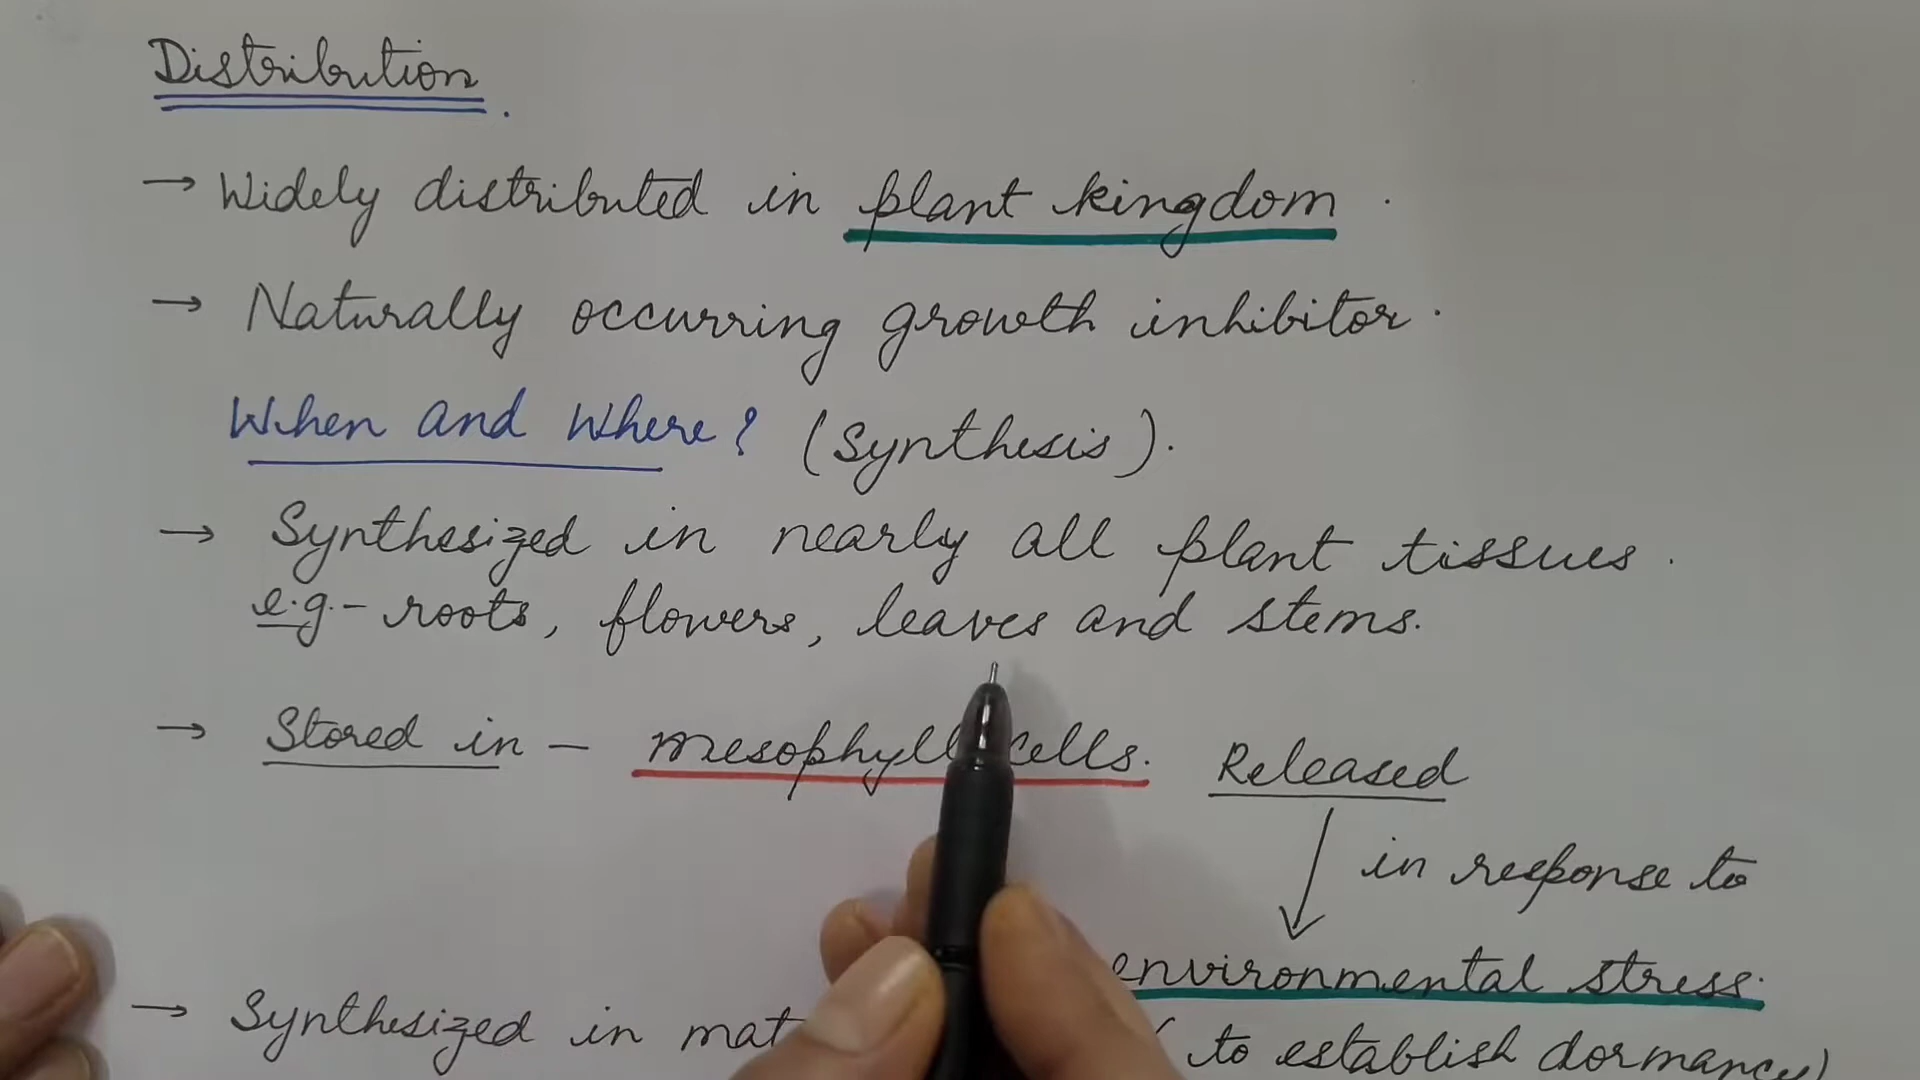 Distribution.
→ Widely distributed in plant kingdom.
→ Naturally occurring growth inhibitor.
When and Where? (Synthesis).
→ Synthesized in nearly all plant tissues.
e.g.- roots, flowers, leaves and stems.
→ Stored in - mesophyll cells. Released
in response to
environmental stress.
→ Synthesized in (to establish dormancy)